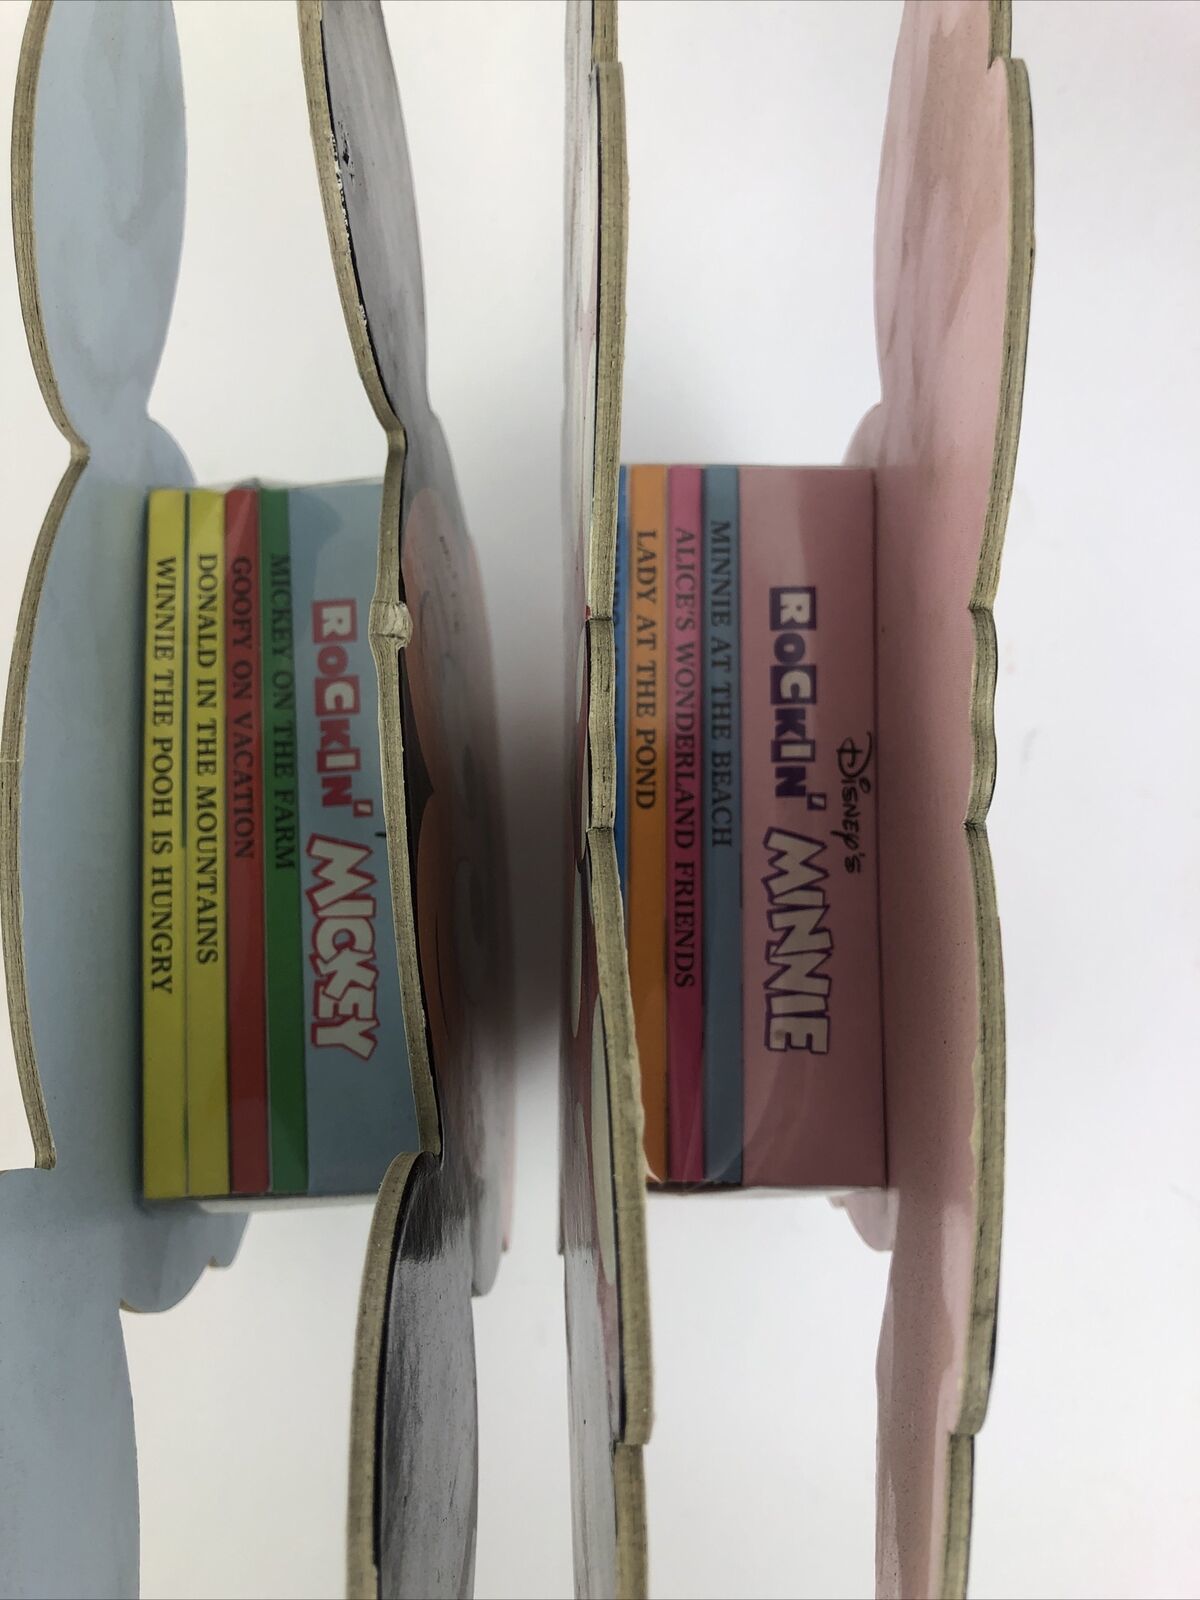 ROCKIN' MICKEY
MICKEY ON THE FARM
GOOFY ON VACATION
DONALD IN THE MOUNTAINS
WINNIE THE POOH IS HUNGRY
DISNEY'S
ROCKIN' MINNIE
MINNIE AT THE BEACH
ALICE'S WONDERLAND FRIENDS
LADY AT THE POND